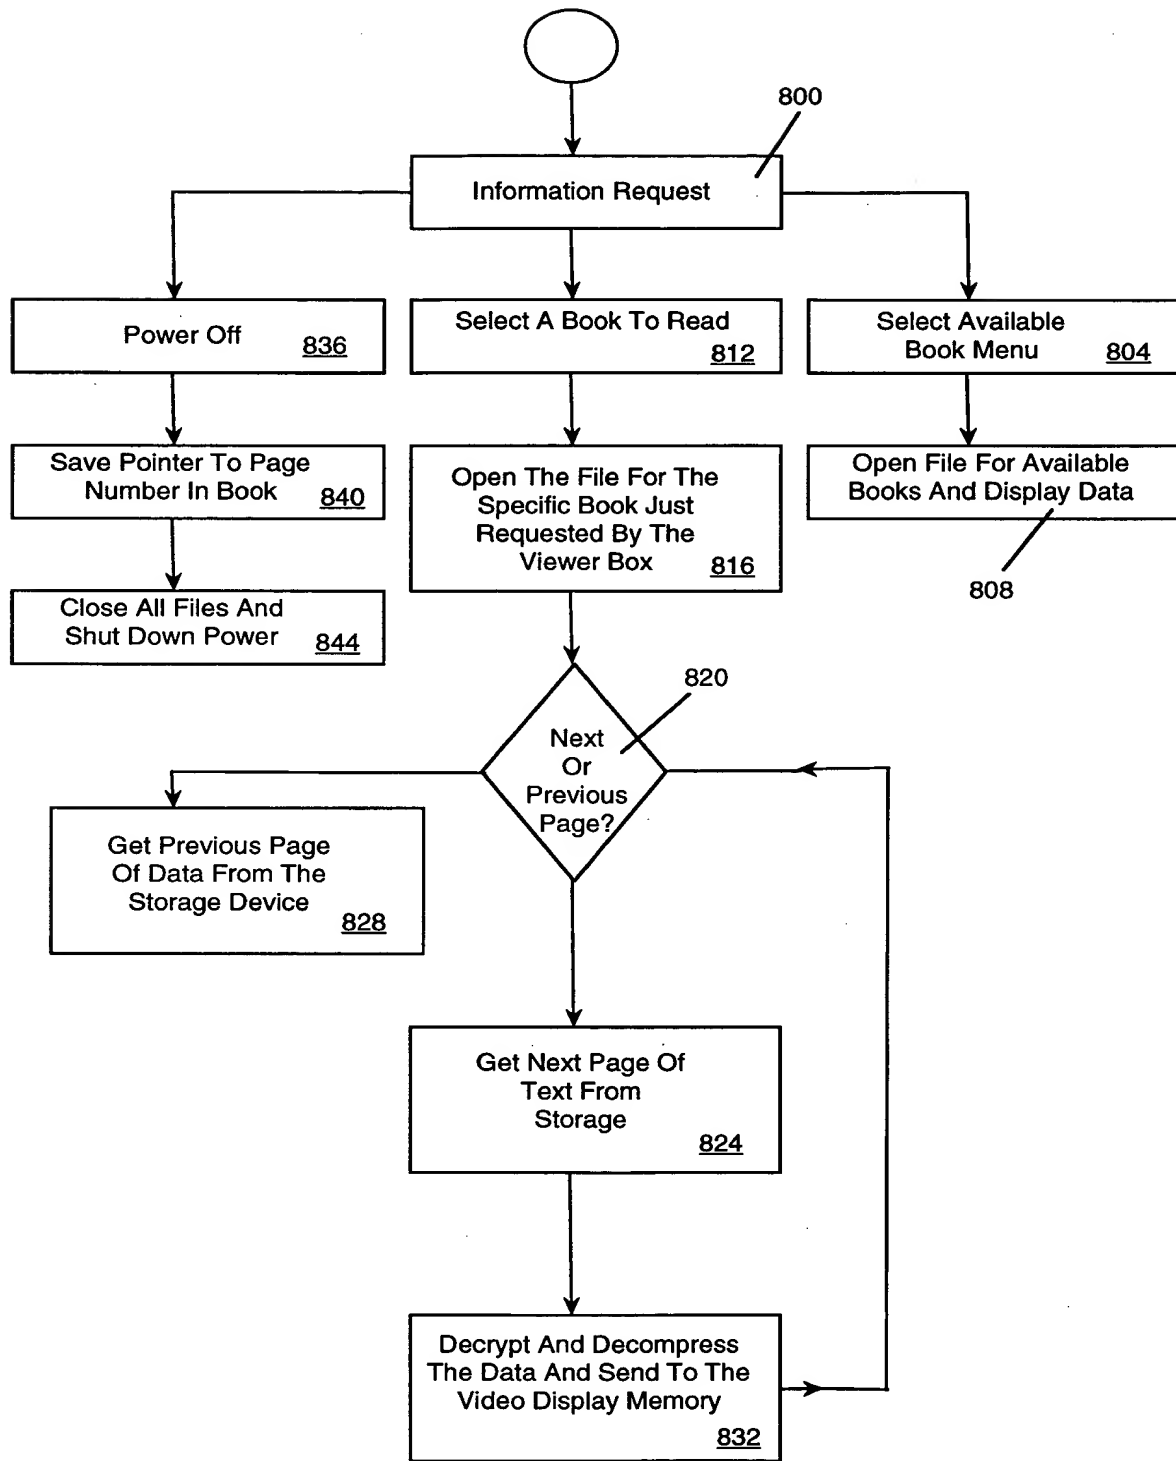 800
Information Request
Power Off
836
Select A Book To Read
812
Select Available
Book Menu
804
Save Pointer To Page
Number In Book
840
Open The File For The
Specific Book Just
Requested By The
Viewer Box
816
Open File For Available
Books And Display Data
808
Close All Files And
Shut Down Power
844
820
Next
Or
Previous
Page?
Get Previous Page
Of Data From The
Storage Device
828
Get Next Page Of
Text From
Storage
824
Decrypt And Decompress
The Data And Send To The
Video Display Memory
832